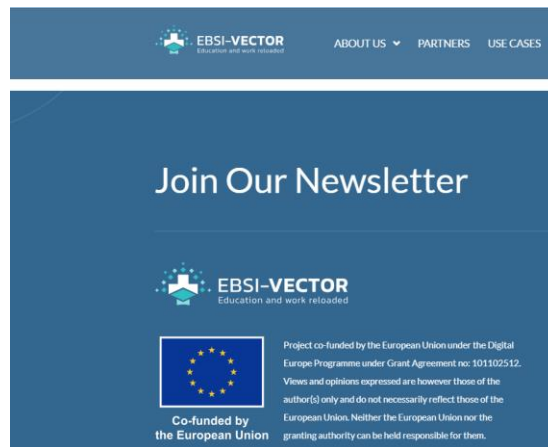 EBSI-VECTOR
Education and work reloaded
ABOUT US
PARTNERS
USE CASES
Join Our Newsletter
EBSI-VECTOR
Education and work reloaded
Co-funded by
the European Union
Project co-funded by the European Union under the Digital
Europe Programme under Grant Agreement no: 101102512.
Views and opinions expressed are however those of the
author(s) only and do not necessarily reflect those of the
European Union. Neither the European Union nor the
granting authority can be held responsible for them.